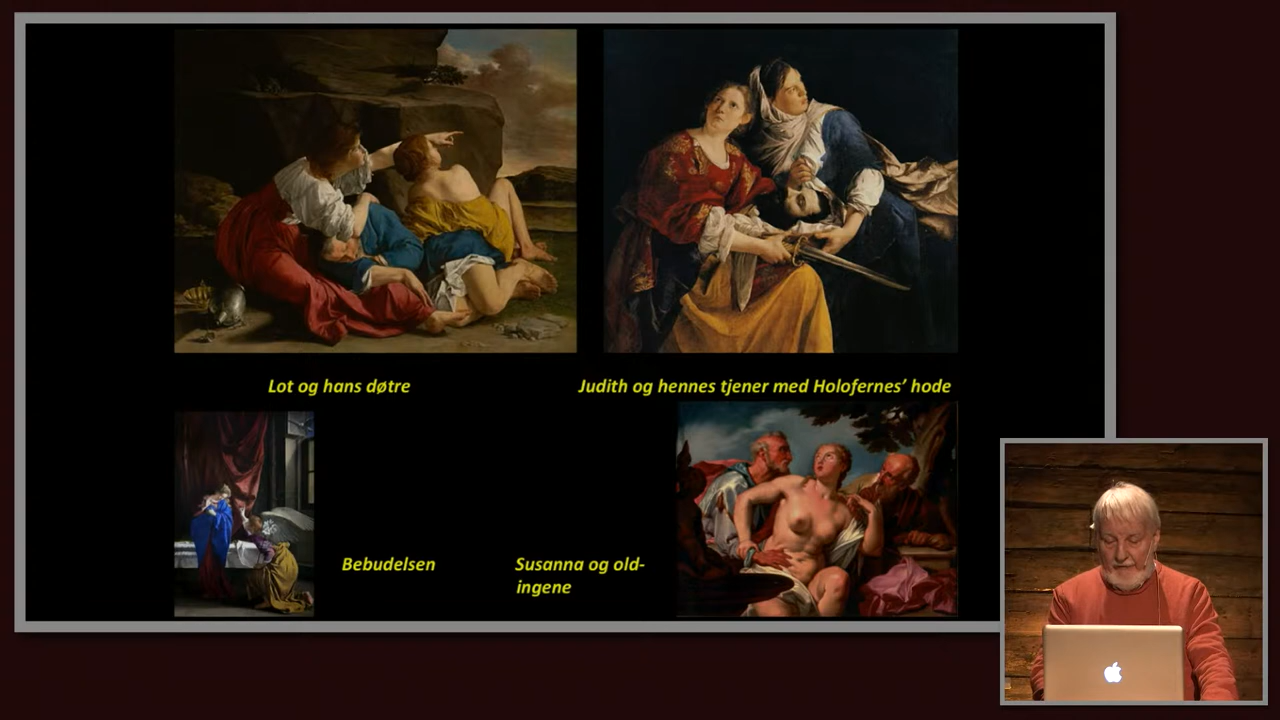 Lot og hans døtre
Judith og hennes tjener med Holofernes’ hode
Bebudelsen
Susanna og old-
ingene